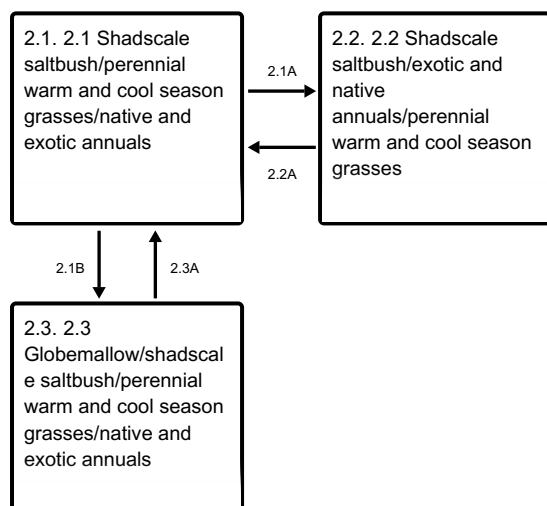 2.1. 2.1 Shadscale
saltbush/perennial
warm and cool season
grasses/native and
exotic annuals
2.1A
2.2A
2.2. 2.2 Shadscale
saltbush/exotic and
native
annuals/perennial
warm and cool season
grasses
2.1B
2.3A
2.3. 2.3
Globemallow/shadscal
e saltbush/perennial
warm and cool season
grasses/native and
exotic annuals